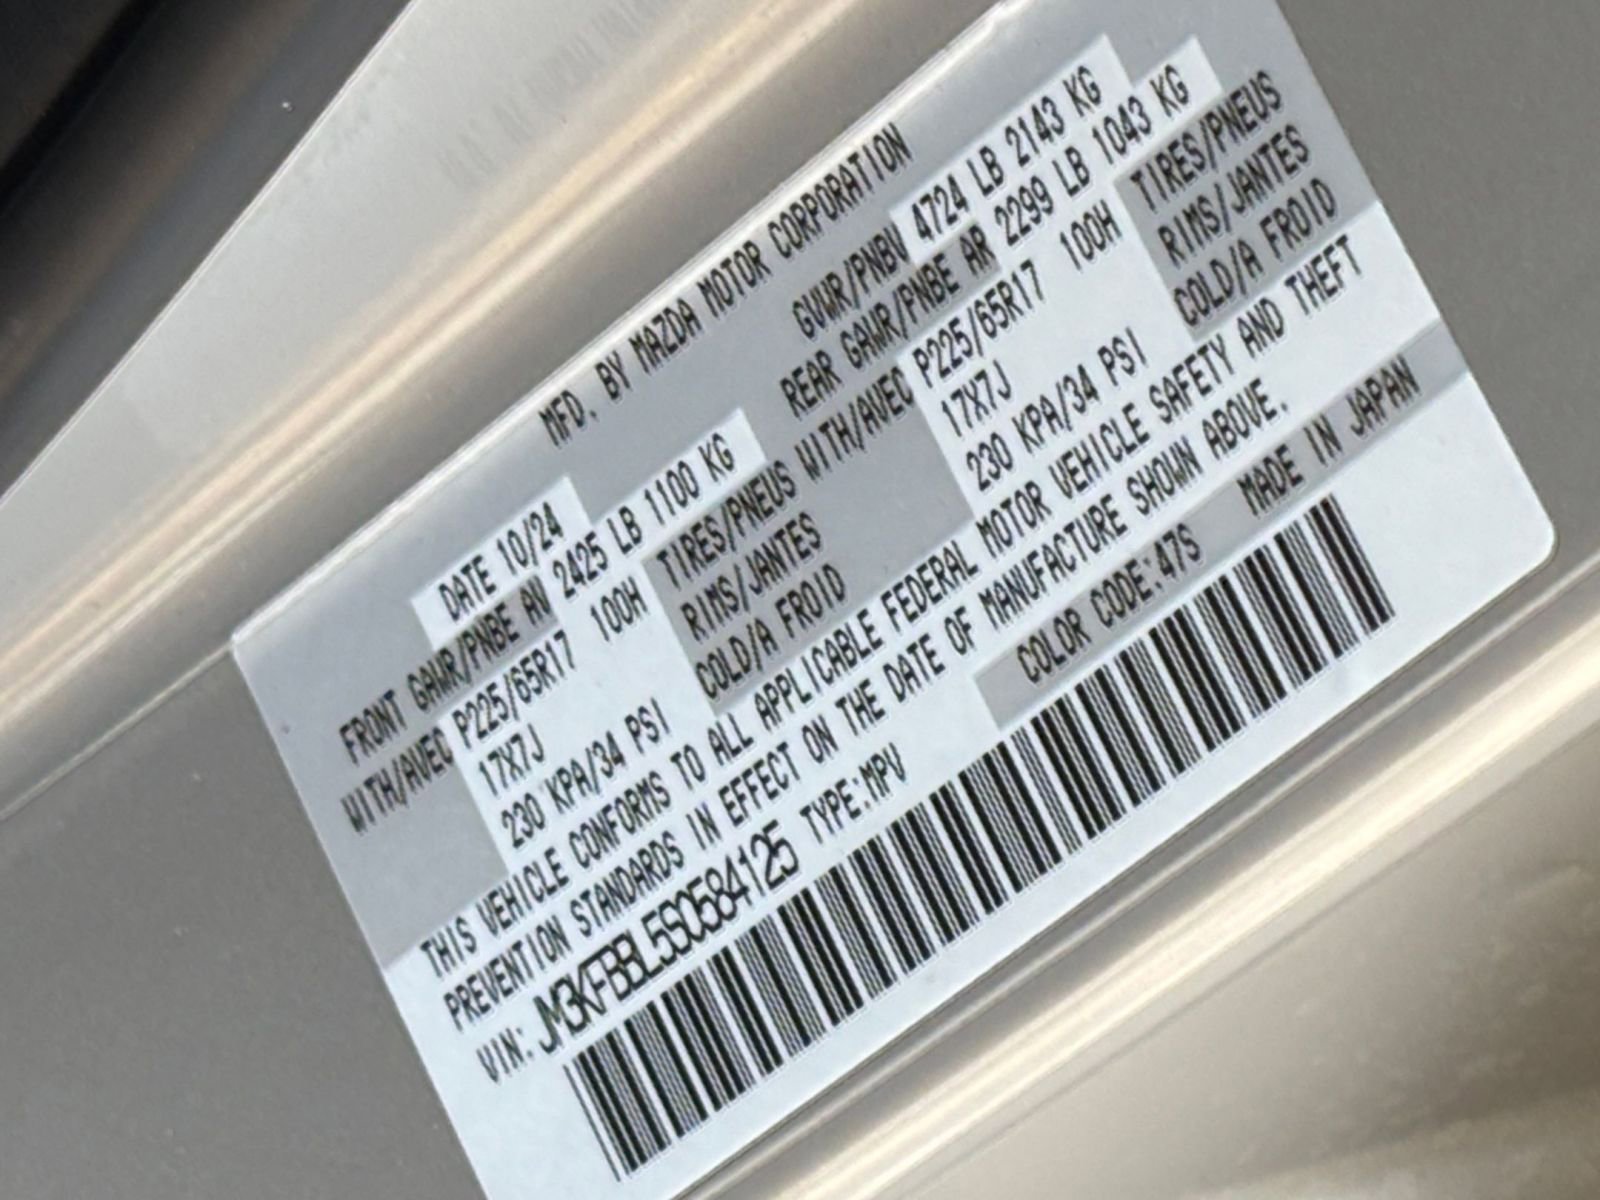 MFD. BY MAZDA MOTOR CORPORATION
DATE 10/24 GVWR/PNBV 4724 LB 2143 KG
FRONT GAWR/PNBE AV 2425 LB 1100 KG REAR GAWR/PNBE AR 2299 LB 1043 KG
WITH/AVEC P225/65R17 100H TIRES/PNEUS WITH/AVEC P225/65R17 100H TIRES/PNEUS
17X7J RIMS/JANTES 17X7J RIMS/JANTES
230 KPA/34 PSI COLD/A FROID 230 KPA/34 PSI COLD/A FROID
THIS VEHICLE CONFORMS TO ALL APPLICABLE FEDERAL MOTOR VEHICLE SAFETY AND THEFT
PREVENTION STANDARDS IN EFFECT ON THE DATE OF MANUFACTURE SHOWN ABOVE.
VIN: JM3KFBBL5S0584125 TYPE:MPV COLOR CODE:47S MADE IN JAPAN